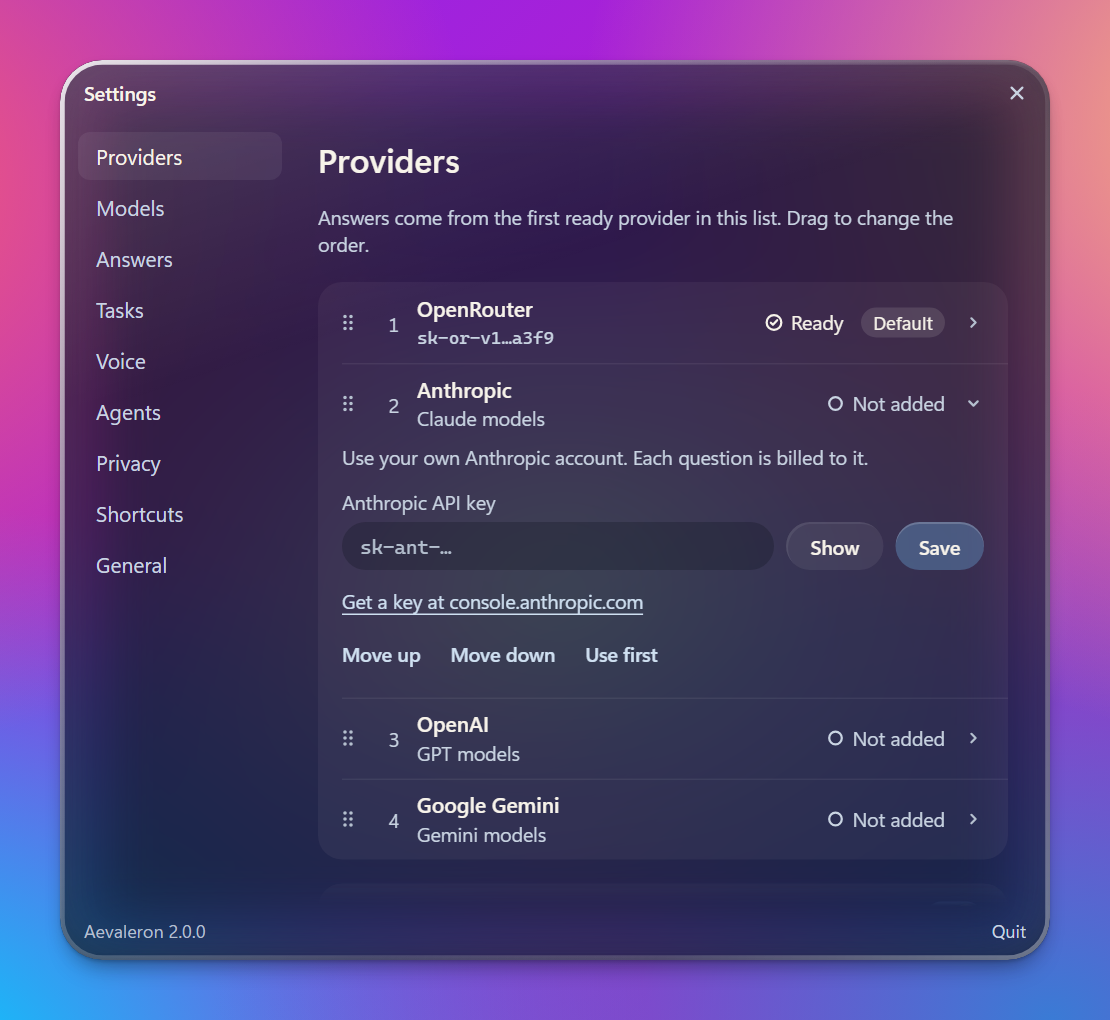 Settings
Providers
Models
Answers
Tasks
Voice
Agents
Privacy
Shortcuts
General
Providers
Answers come from the first ready provider in this list. Drag to change the
order.
1 OpenRouter
sk-or-v1…a3f9
Ready Default
2 Anthropic
Claude models
Not added
Use your own Anthropic account. Each question is billed to it.
Anthropic API key
sk-ant-… Show Save
Get a key at console.anthropic.com
Move up Move down Use first
3 OpenAI
GPT models
Not added
4 Google Gemini
Gemini models
Not added
Aevaleron 2.0.0 Quit